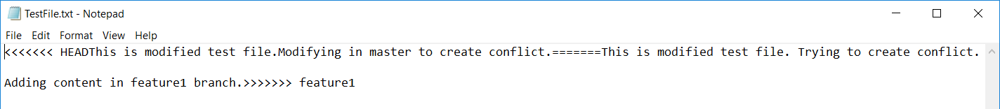 TestFile.txt - Notepad
File Edit Format View Help
<<<<<<< HEADThis is modified test file.Modifying in master to create conflict.=======This is modified test file. Trying to create conflict.
Adding content in feature1 branch.>>>>>>> feature1